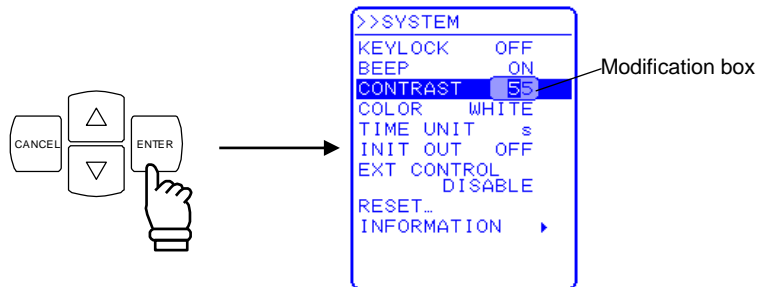 CANCEL
ENTER
>>SYSTEM
KEYLOCK OFF
BEEP ON
CONTRAST 55
COLOR WHITE
TIME UNIT s
INIT OUT OFF
EXT CONTROL
DISABLE
RESET…
INFORMATION
Modification box